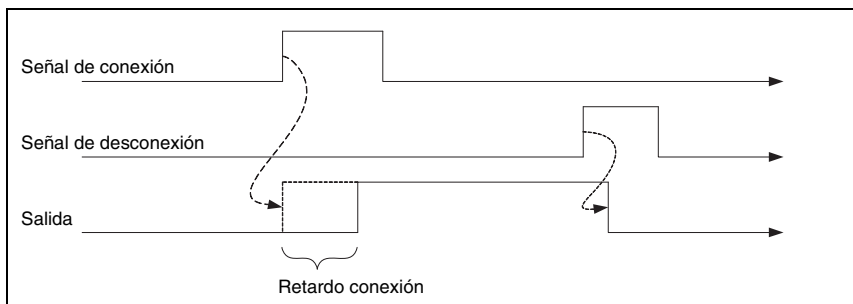 Señal de conexión
Señal de desconexión
Salida
Retardo conexión